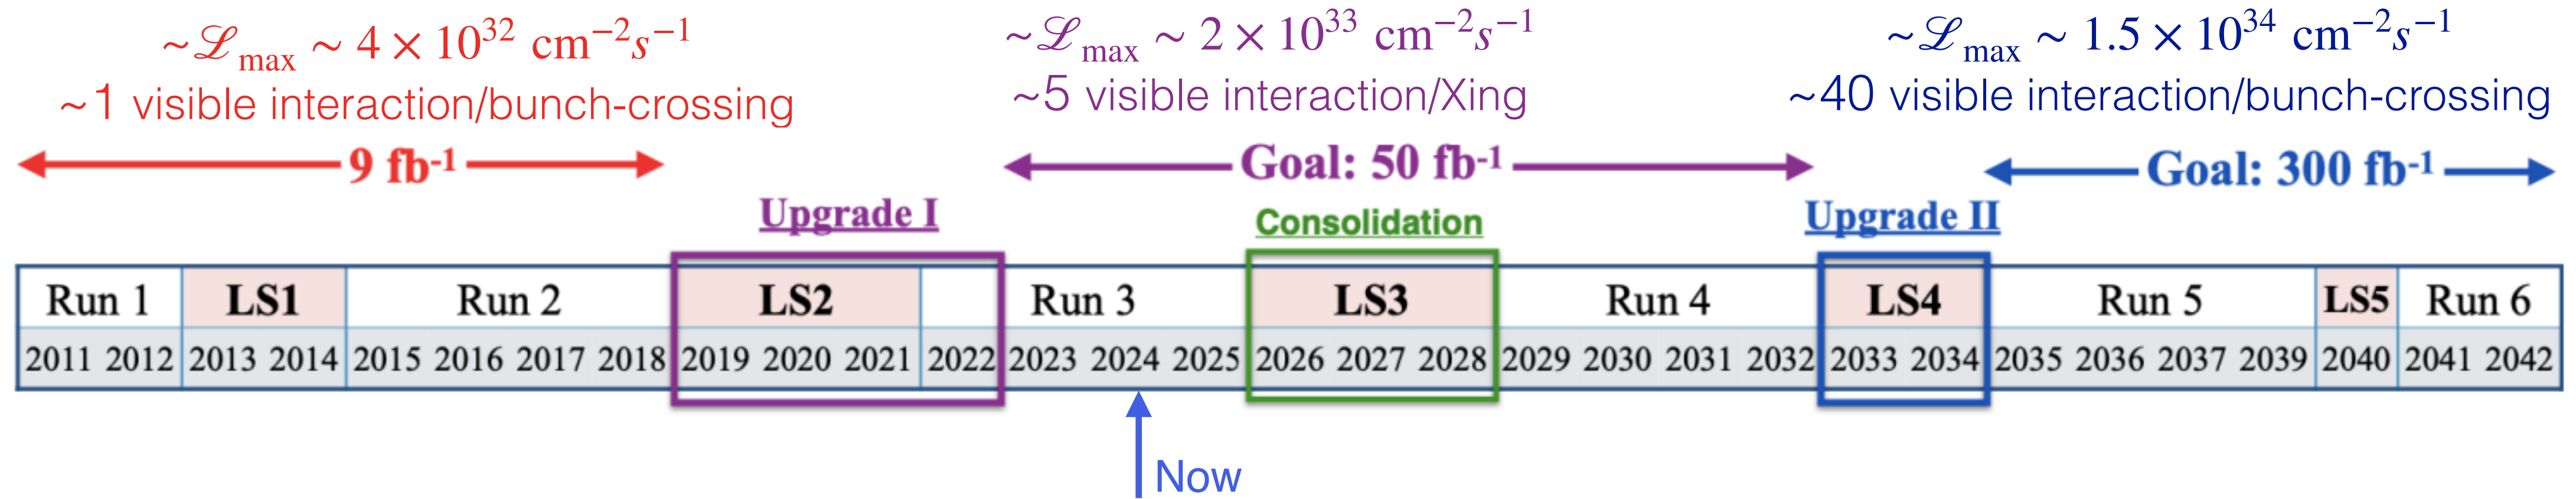 ~ℒmax ~ 4 × 10³² cm⁻²s⁻¹
~1 visible interaction/bunch-crossing
~ℒmax ~ 2 × 10³³ cm⁻²s⁻¹
~5 visible interaction/Xing
~ℒmax ~ 1.5 × 10³⁴ cm⁻²s⁻¹
~40 visible interaction/bunch-crossing
9 fb⁻¹
Goal: 50 fb⁻¹
Goal: 300 fb⁻¹
Upgrade I
Consolidation
Upgrade II
Run 1 LS1 Run 2 LS2 Run 3 LS3 Run 4 LS4 Run 5 LS5 Run 6
2011 2012 2013 2014 2015 2016 2017 2018 2019 2020 2021 2022 2023 2024 2025 2026 2027 2028 2029 2030 2031 2032 2033 2034 2035 2036 2037 2039 2040 2041 2042
Now